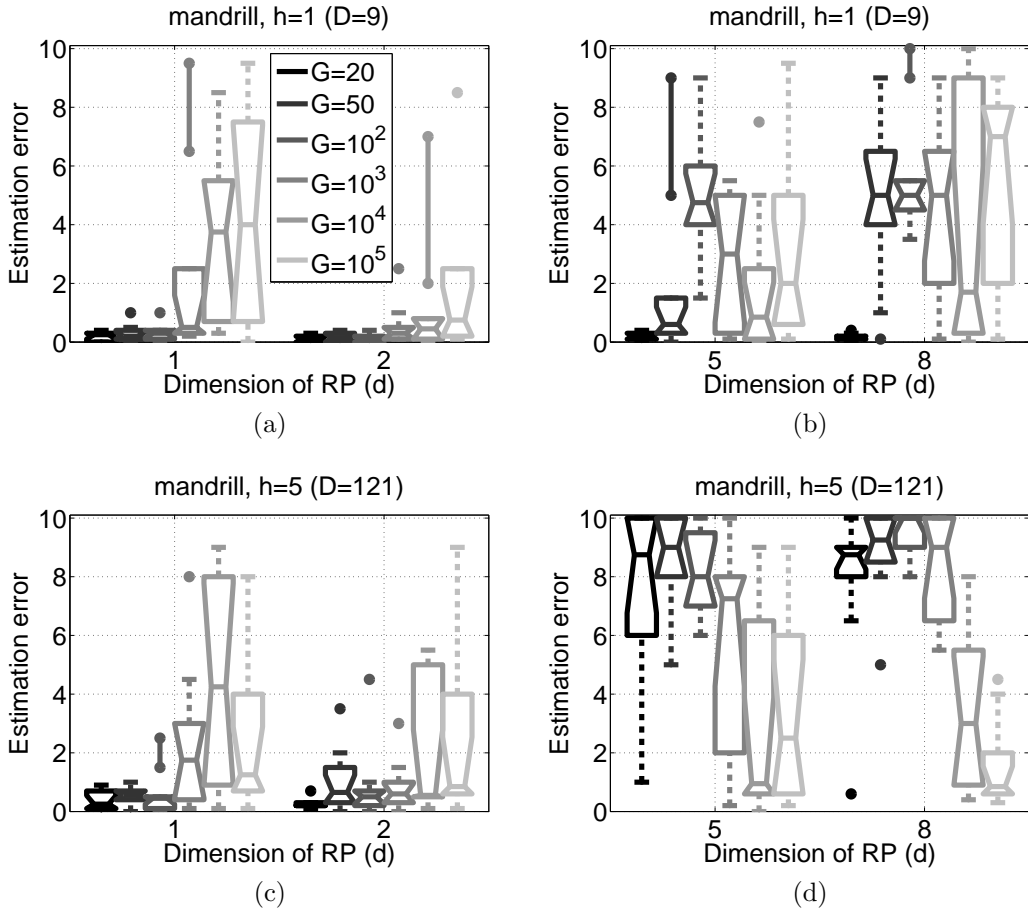 mandrill, h=1 (D=9)
10
8
6
4
2
0
Estimation error
G=20
G=50
G=10^2
G=10^3
G=10^4
G=10^5
1
2
Dimension of RP (d)
(a)
mandrill, h=1 (D=9)
10
8
6
4
2
0
Estimation error
5
8
Dimension of RP (d)
(b)
mandrill, h=5 (D=121)
10
8
6
4
2
0
Estimation error
1
2
Dimension of RP (d)
(c)
mandrill, h=5 (D=121)
10
8
6
4
2
0
Estimation error
5
8
Dimension of RP (d)
(d)